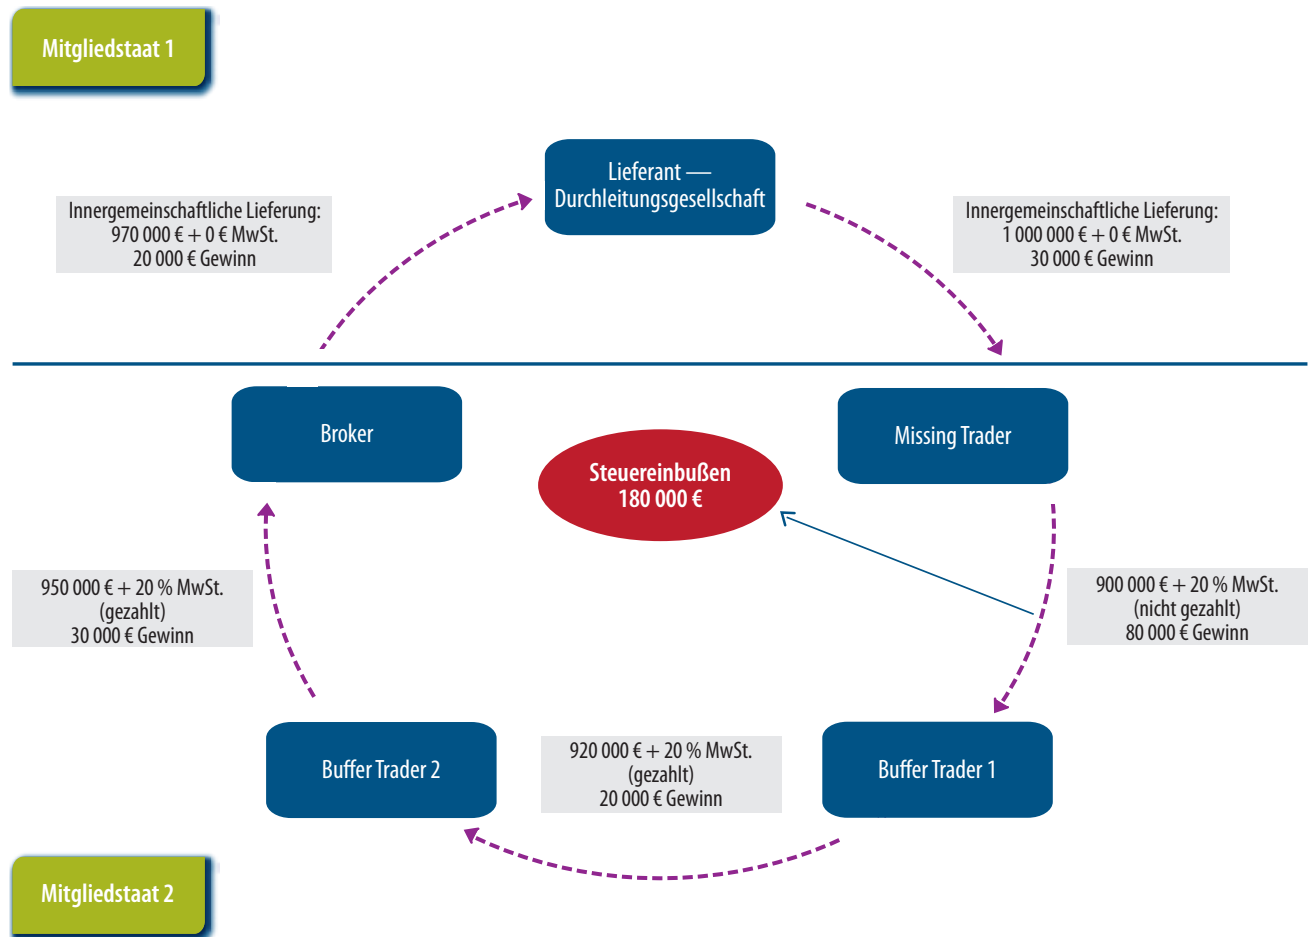 Mitgliedstaat 1
Lieferant —
Durchleitungsgesellschaft
Innergemeinschaftliche Lieferung:
970 000 € + 0 € MwSt.
20 000 € Gewinn
Innergemeinschaftliche Lieferung:
1 000 000 € + 0 € MwSt.
30 000 € Gewinn
Broker
Missing Trader
Steuereinbußen
180 000 €
950 000 € + 20 % MwSt.
(gezahlt)
30 000 € Gewinn
900 000 € + 20 % MwSt.
(nicht gezahlt)
80 000 € Gewinn
Buffer Trader 2
920 000 € + 20 % MwSt.
(gezahlt)
20 000 € Gewinn
Buffer Trader 1
Mitgliedstaat 2